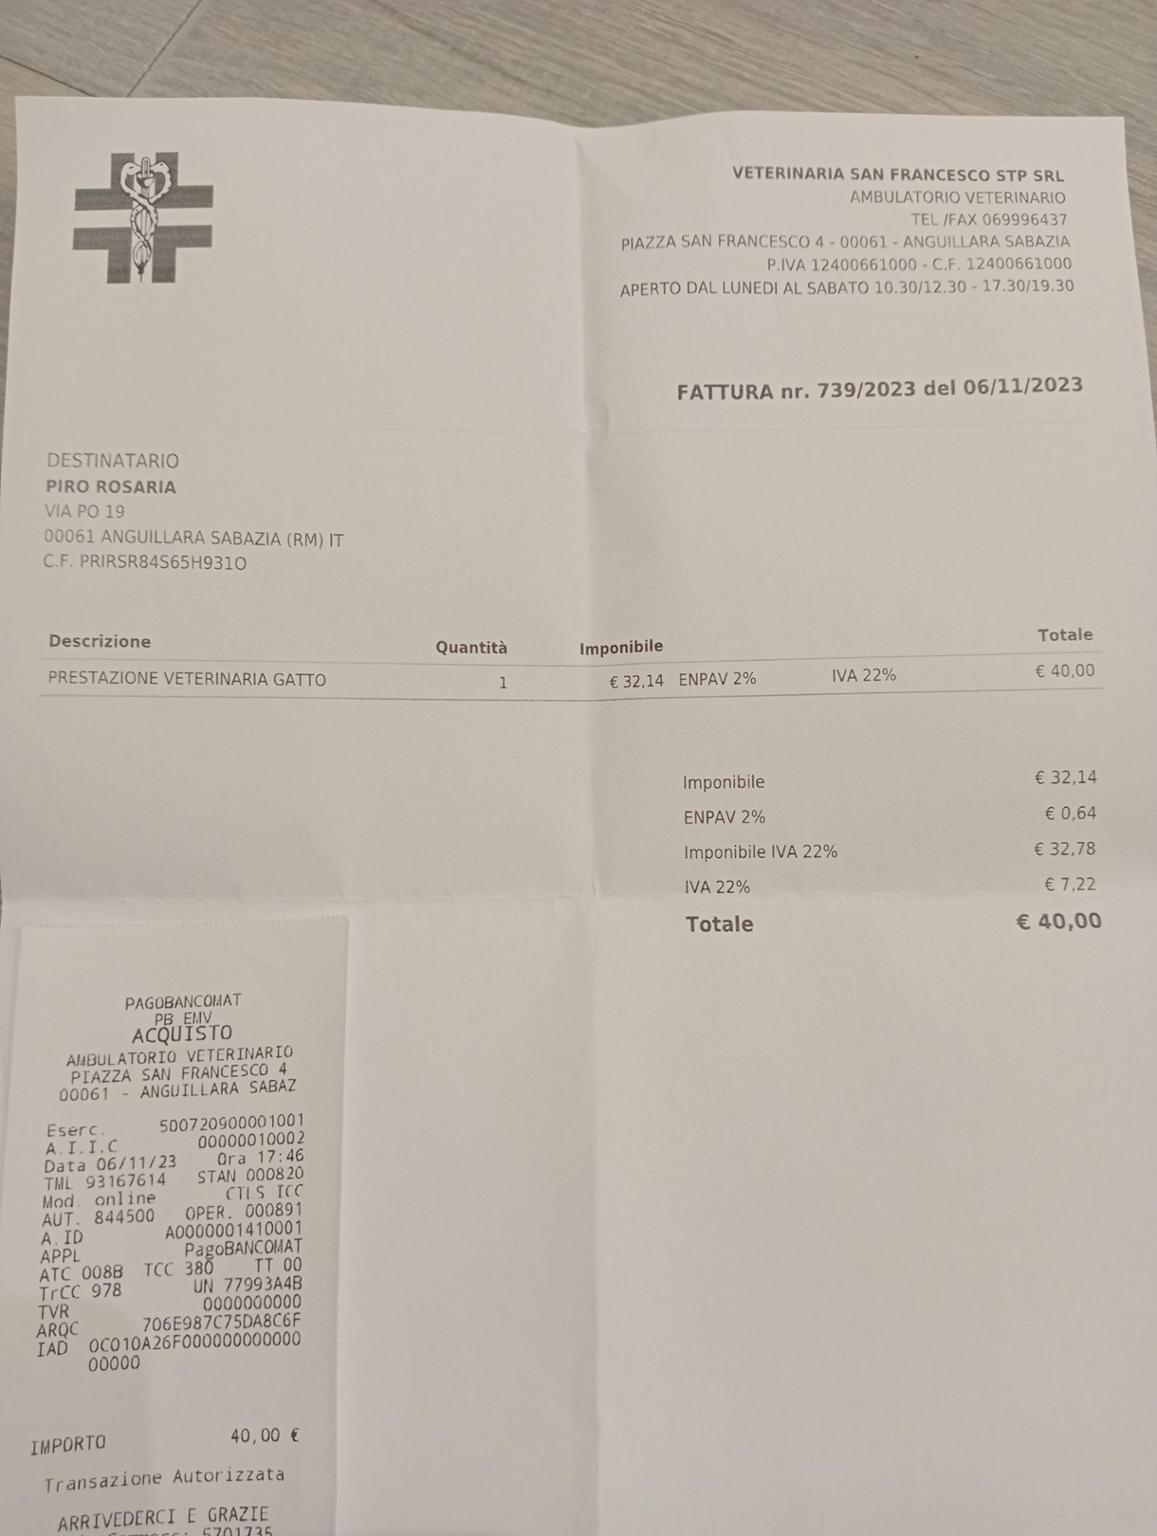 VETERINARIA SAN FRANCESCO STP SRL
AMBULATORIO VETERINARIO
TEL /FAX 069996437
PIAZZA SAN FRANCESCO 4 - 00061 - ANGUILLARA SABAZIA
P.IVA 12400661000 - C.F. 12400661000
APERTO DAL LUNEDI AL SABATO 10.30/12.30 - 17.30/19.30
FATTURA nr. 739/2023 del 06/11/2023
DESTINATARIO
PIRO ROSARIA
VIA PO 19
00061 ANGUILLARA SABAZIA (RM) IT
C.F. PRIRSR84S65H931O
Descrizione Quantità Imponibile Totale
PRESTAZIONE VETERINARIA GATTO 1 € 32,14 ENPAV 2% IVA 22% € 40,00
Imponibile € 32,14
ENPAV 2% € 0,64
Imponibile IVA 22% € 32,78
IVA 22% € 7,22
Totale € 40,00
PAGOBANCOMAT
PB EMV
ACQUISTO
AMBULATORIO VETERINARIO
PIAZZA SAN FRANCESCO 4
00061 - ANGUILLARA SABAZ
Eserc. 500720900001001
A.I.I.C 00000010002
Data 06/11/23 Ora 17:46
TML 93167614 STAN 000820
Mod. online CTLS ICC
AUT. 844500 OPER. 000891
A.ID A0000001410001
APPL PagoBANCOMAT
ATC 008B TCC 380 TT 00
TrCC 978 UN 77993A4B
TVR 0000000000
ARQC 706E987C75DA8C6F
IAD 0C010A26F000000000000
00000
IMPORTO 40,00 €
Transazione Autorizzata
ARRIVEDERCI E GRAZIE